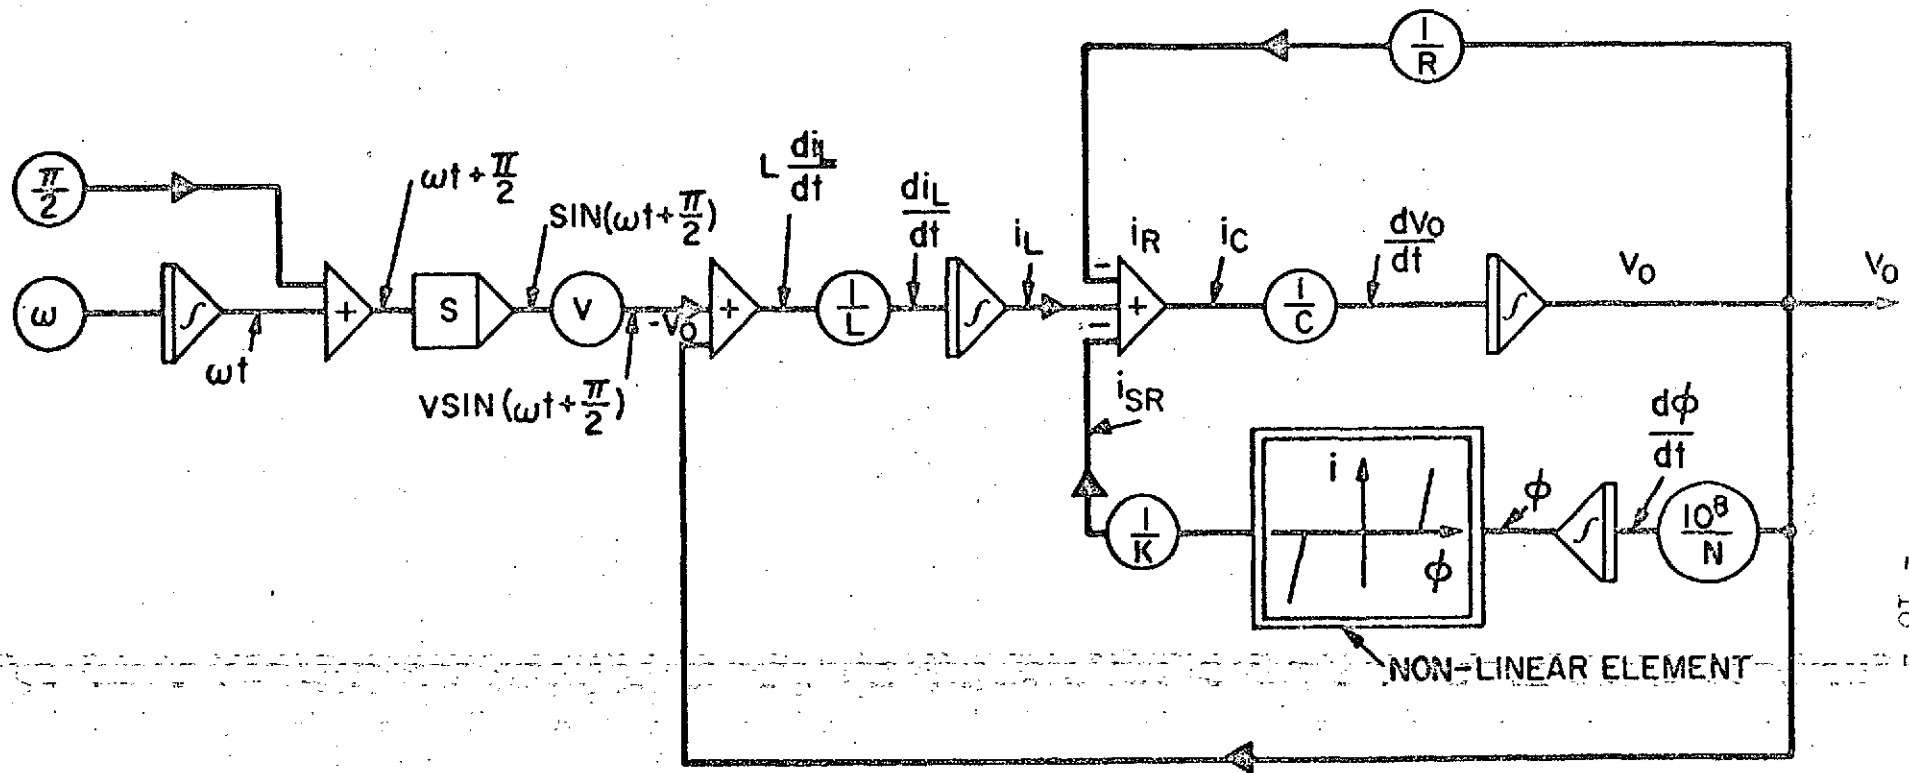 1/R
π/2
ωt + π/2
SIN(ωt + π/2)
L di_L/dt
di_L/dt
i_L
i_R
i_C
dV_O/dt
V_O
V_O
ω
∫
ωt
+
S
V
-V_O
VSIN(ωt + π/2)
+
1/L
∫
-
+
-
1/C
∫
i_SR
1/K
i
φ
φ
∫
dφ/dt
10^8/N
NON-LINEAR ELEMENT